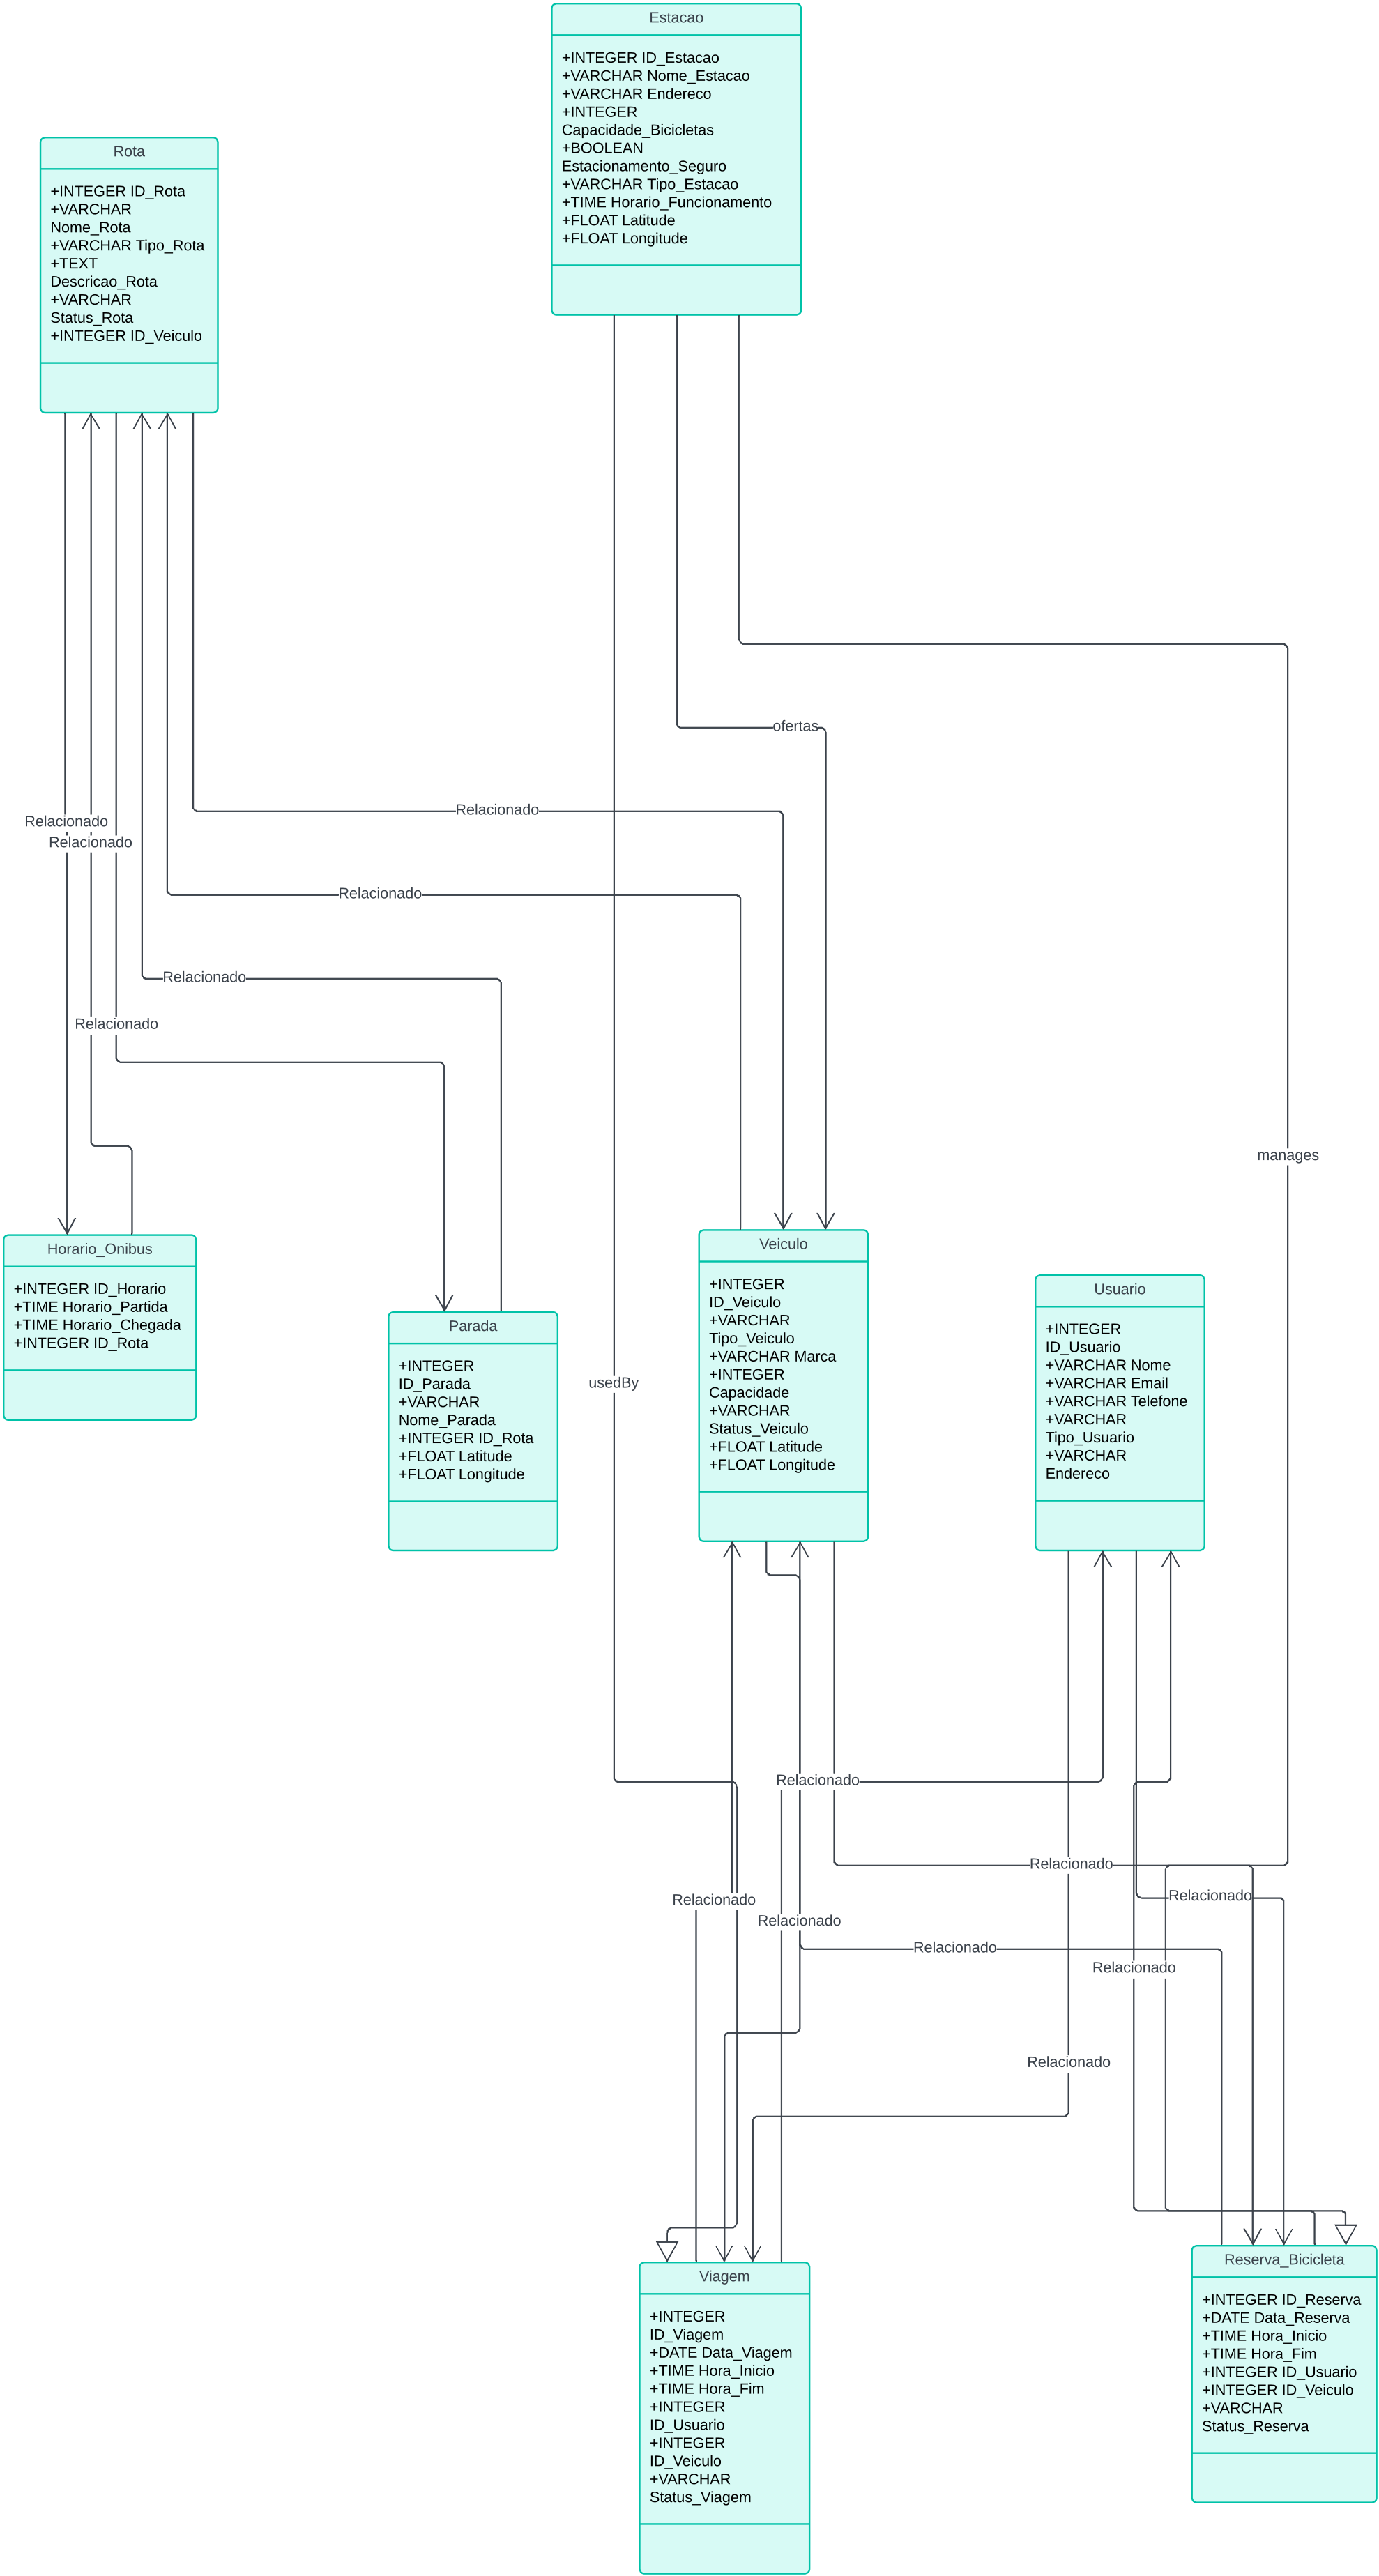 Estacao
+INTEGER ID_Estacao
+VARCHAR Nome_Estacao
+VARCHAR Endereco
+INTEGER
Capacidade_Bicicletas
+BOOLEAN
Estacionamento_Seguro
+VARCHAR Tipo_Estacao
+TIME Horario_Funcionamento
+FLOAT Latitude
+FLOAT Longitude
Rota
+INTEGER ID_Rota
+VARCHAR
Nome_Rota
+VARCHAR Tipo_Rota
+TEXT
Descricao_Rota
+VARCHAR
Status_Rota
+INTEGER ID_Veiculo
ofertas
Relacionado
Relacionado
Relacionado
Relacionado
Relacionado
Relacionado
manages
Horario_Onibus
+INTEGER ID_Horario
+TIME Horario_Partida
+TIME Horario_Chegada
+INTEGER ID_Rota
Parada
+INTEGER
ID_Parada
+VARCHAR
Nome_Parada
+INTEGER ID_Rota
+FLOAT Latitude
+FLOAT Longitude
usedBy
Veiculo
+INTEGER
ID_Veiculo
+VARCHAR
Tipo_Veiculo
+VARCHAR Marca
+INTEGER
Capacidade
+VARCHAR
Status_Veiculo
+FLOAT Latitude
+FLOAT Longitude
Usuario
+INTEGER
ID_Usuario
+VARCHAR Nome
+VARCHAR Email
+VARCHAR Telefone
+VARCHAR
Tipo_Usuario
+VARCHAR
Endereco
Relacionado
Relacionado
Relacionado
Relacionado
Relacionado
Relacionado
Relacionado
Relacionado
Viagem
+INTEGER
ID_Viagem
+DATE Data_Viagem
+TIME Hora_Inicio
+TIME Hora_Fim
+INTEGER
ID_Usuario
+INTEGER
ID_Veiculo
+VARCHAR
Status_Viagem
Reserva_Bicicleta
+INTEGER ID_Reserva
+DATE Data_Reserva
+TIME Hora_Inicio
+TIME Hora_Fim
+INTEGER ID_Usuario
+INTEGER ID_Veiculo
+VARCHAR
Status_Reserva